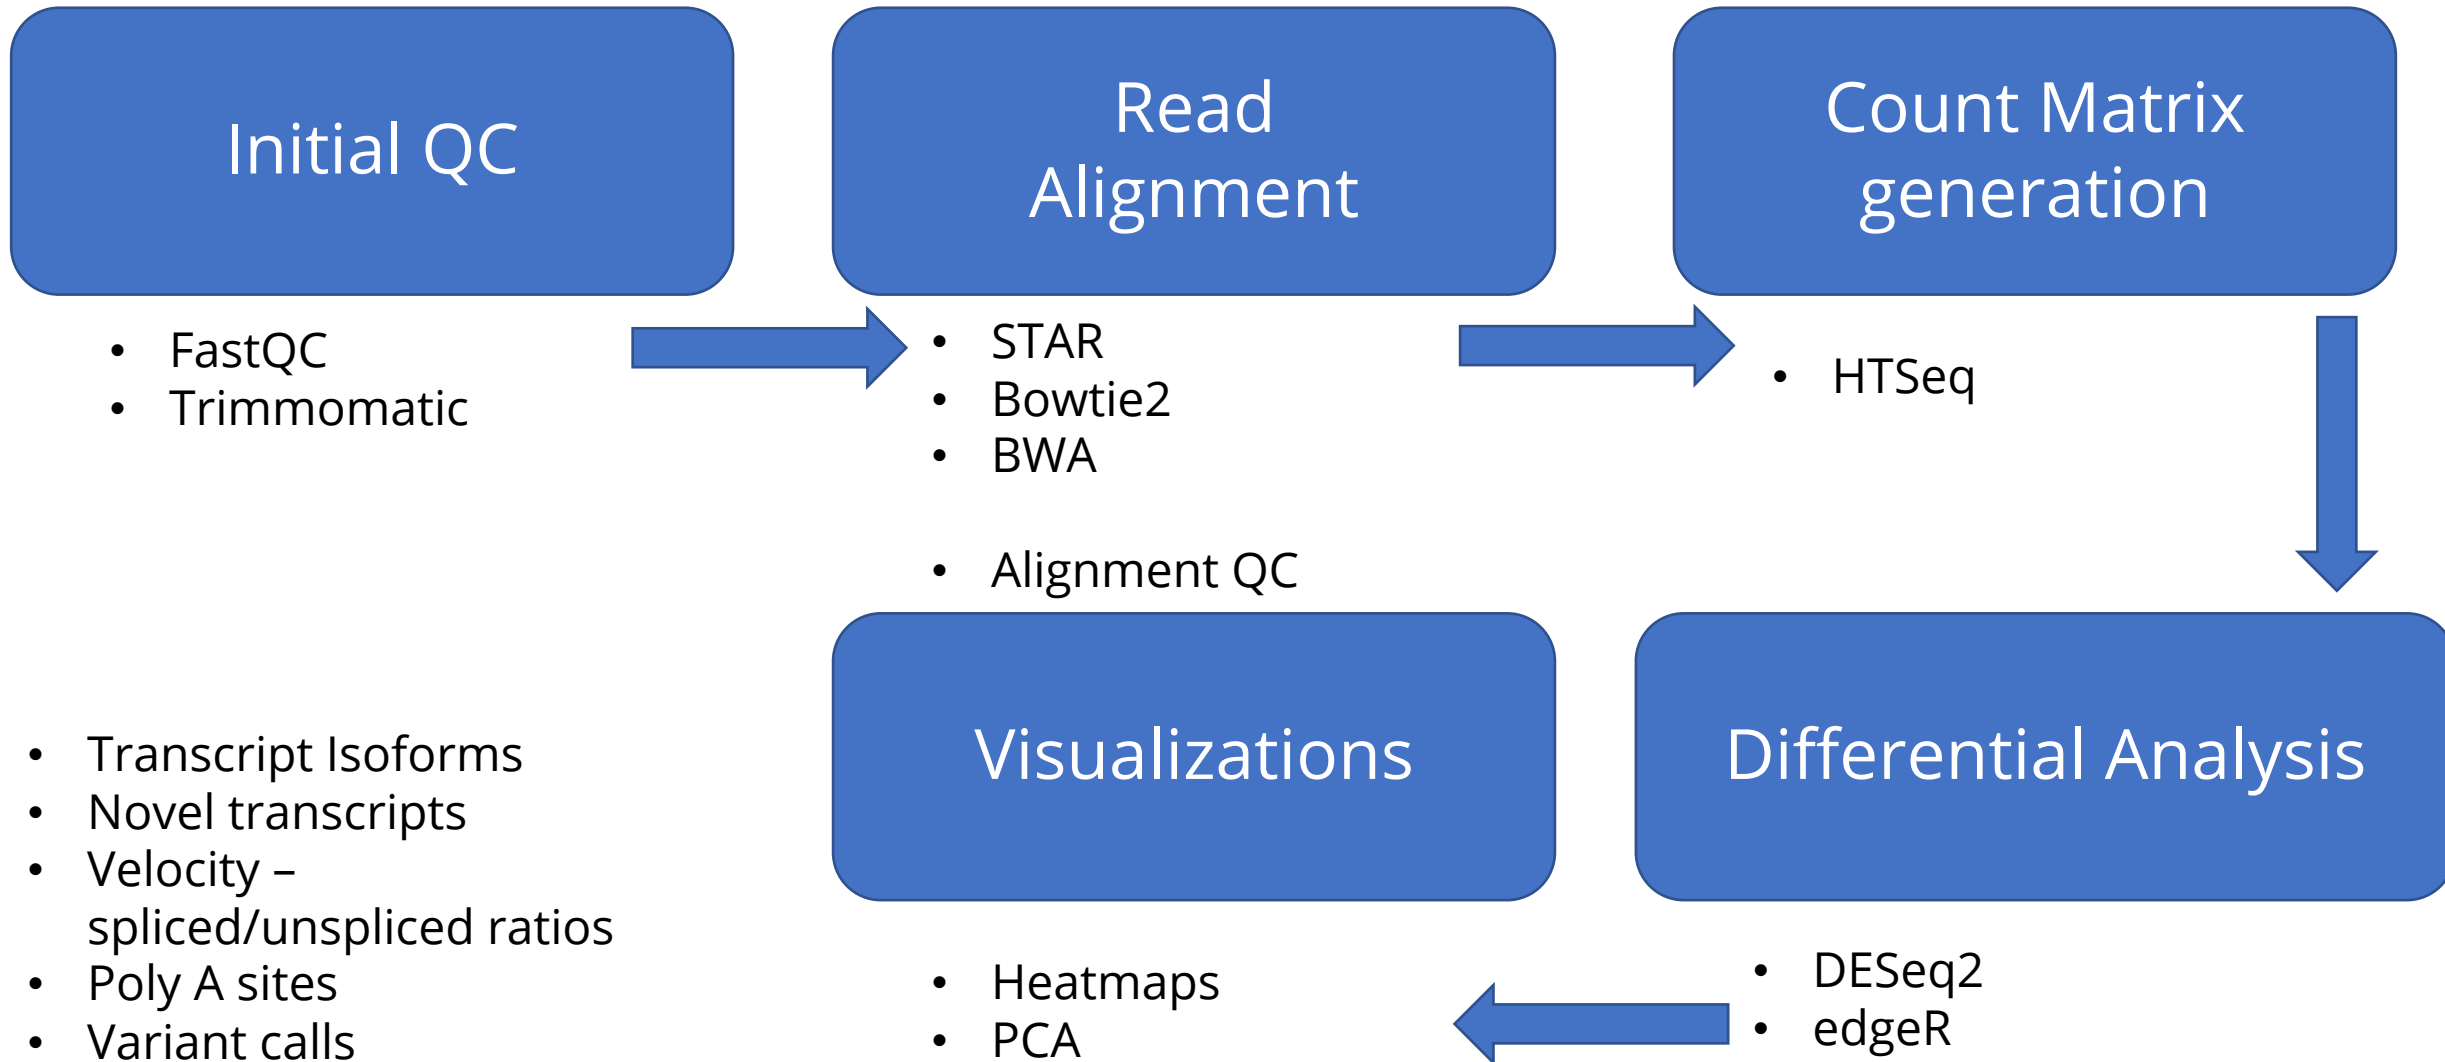 Initial QC
• FastQC
• Trimmomatic
Read
Alignment
• STAR
• Bowtie2
• BWA
• Alignment QC
Count Matrix
generation
• HTSeq
Differential Analysis
• DESeq2
• edgeR
Visualizations
• Heatmaps
• PCA
• Transcript Isoforms
• Novel transcripts
• Velocity –
spliced/unspliced ratios
• Poly A sites
• Variant calls